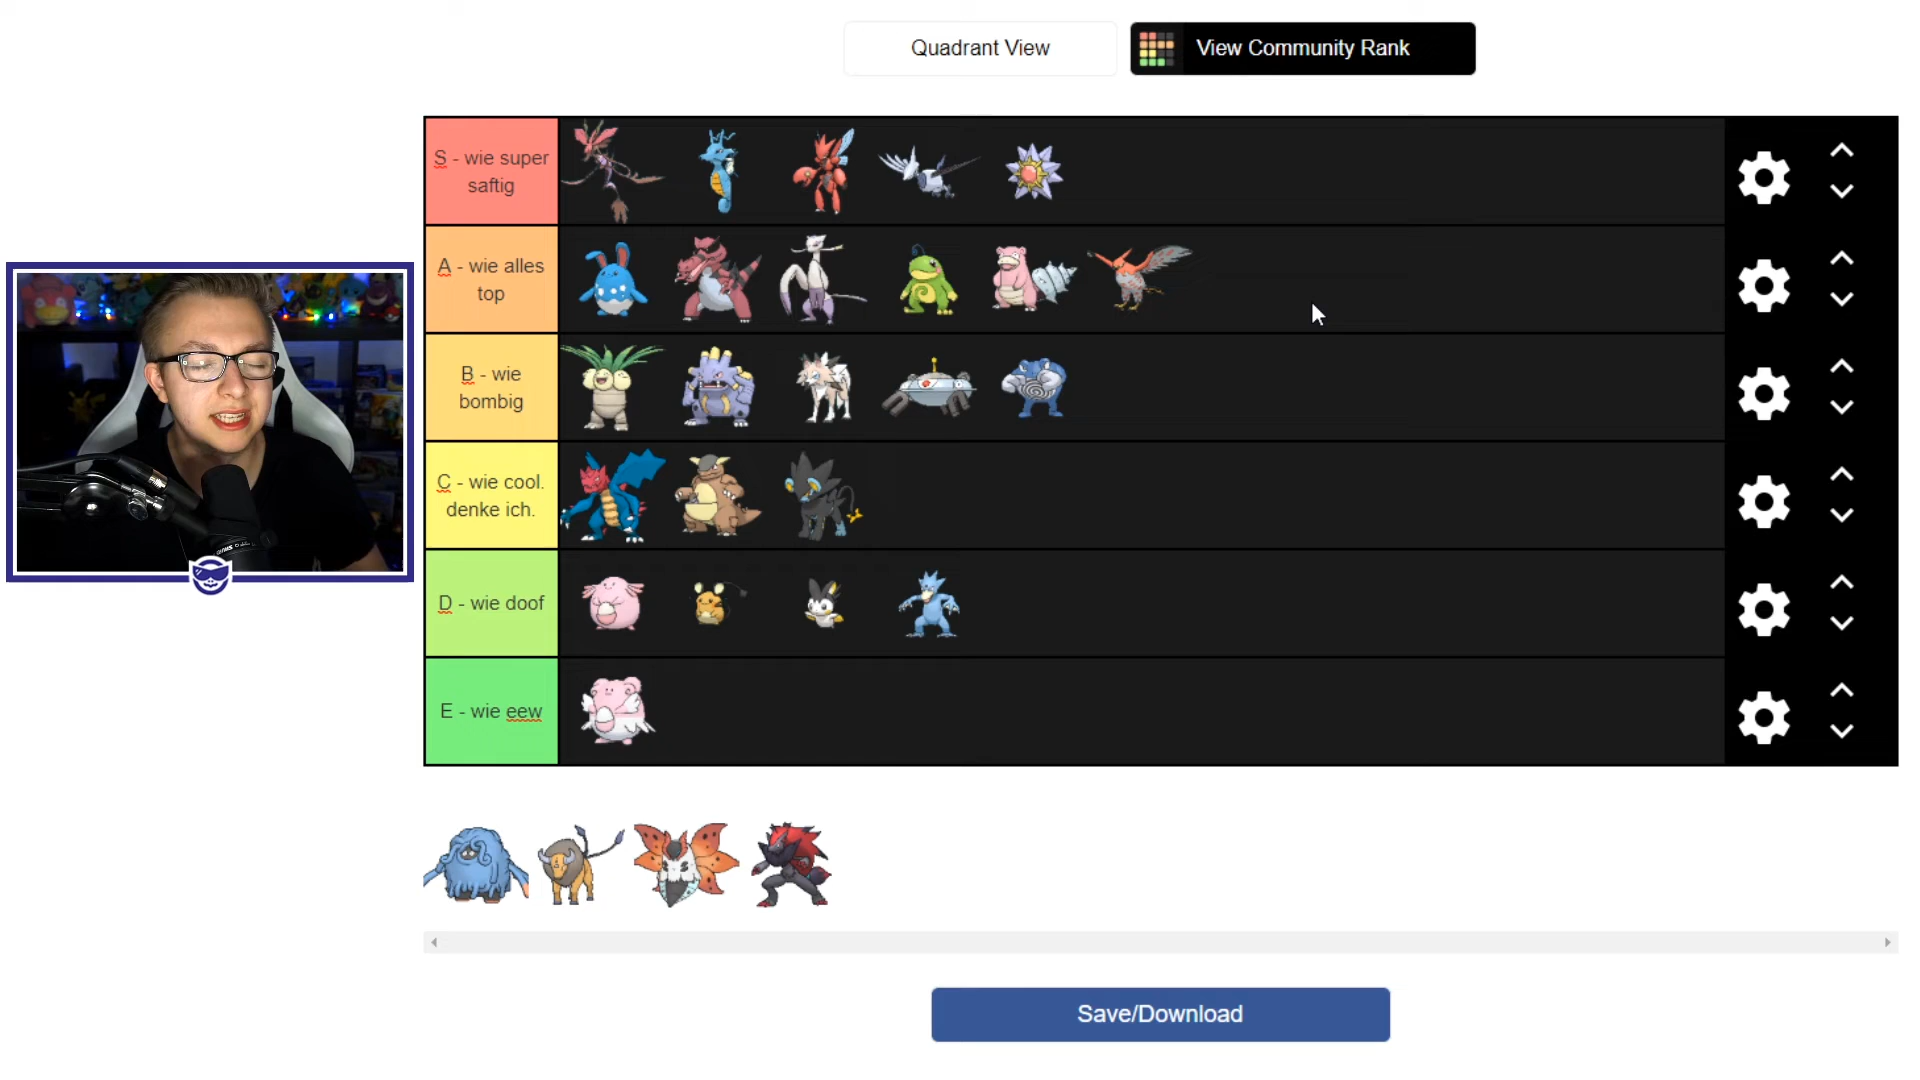 Quadrant View
View Community Rank
S - wie super
saftig
A - wie alles
top
B - wie
bombig
C - wie cool.
denke ich.
D - wie doof
E - wie eew
Save/Download